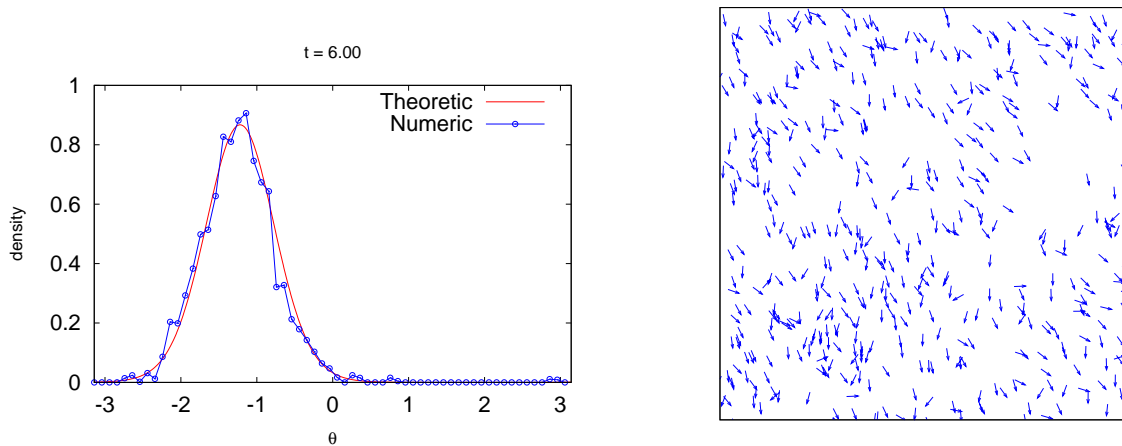 t = 6.00
1
Theoretic
Numeric
0.8
0.6
density
0.4
0.2
0
-3 -2 -1 0 1 2 3
θ